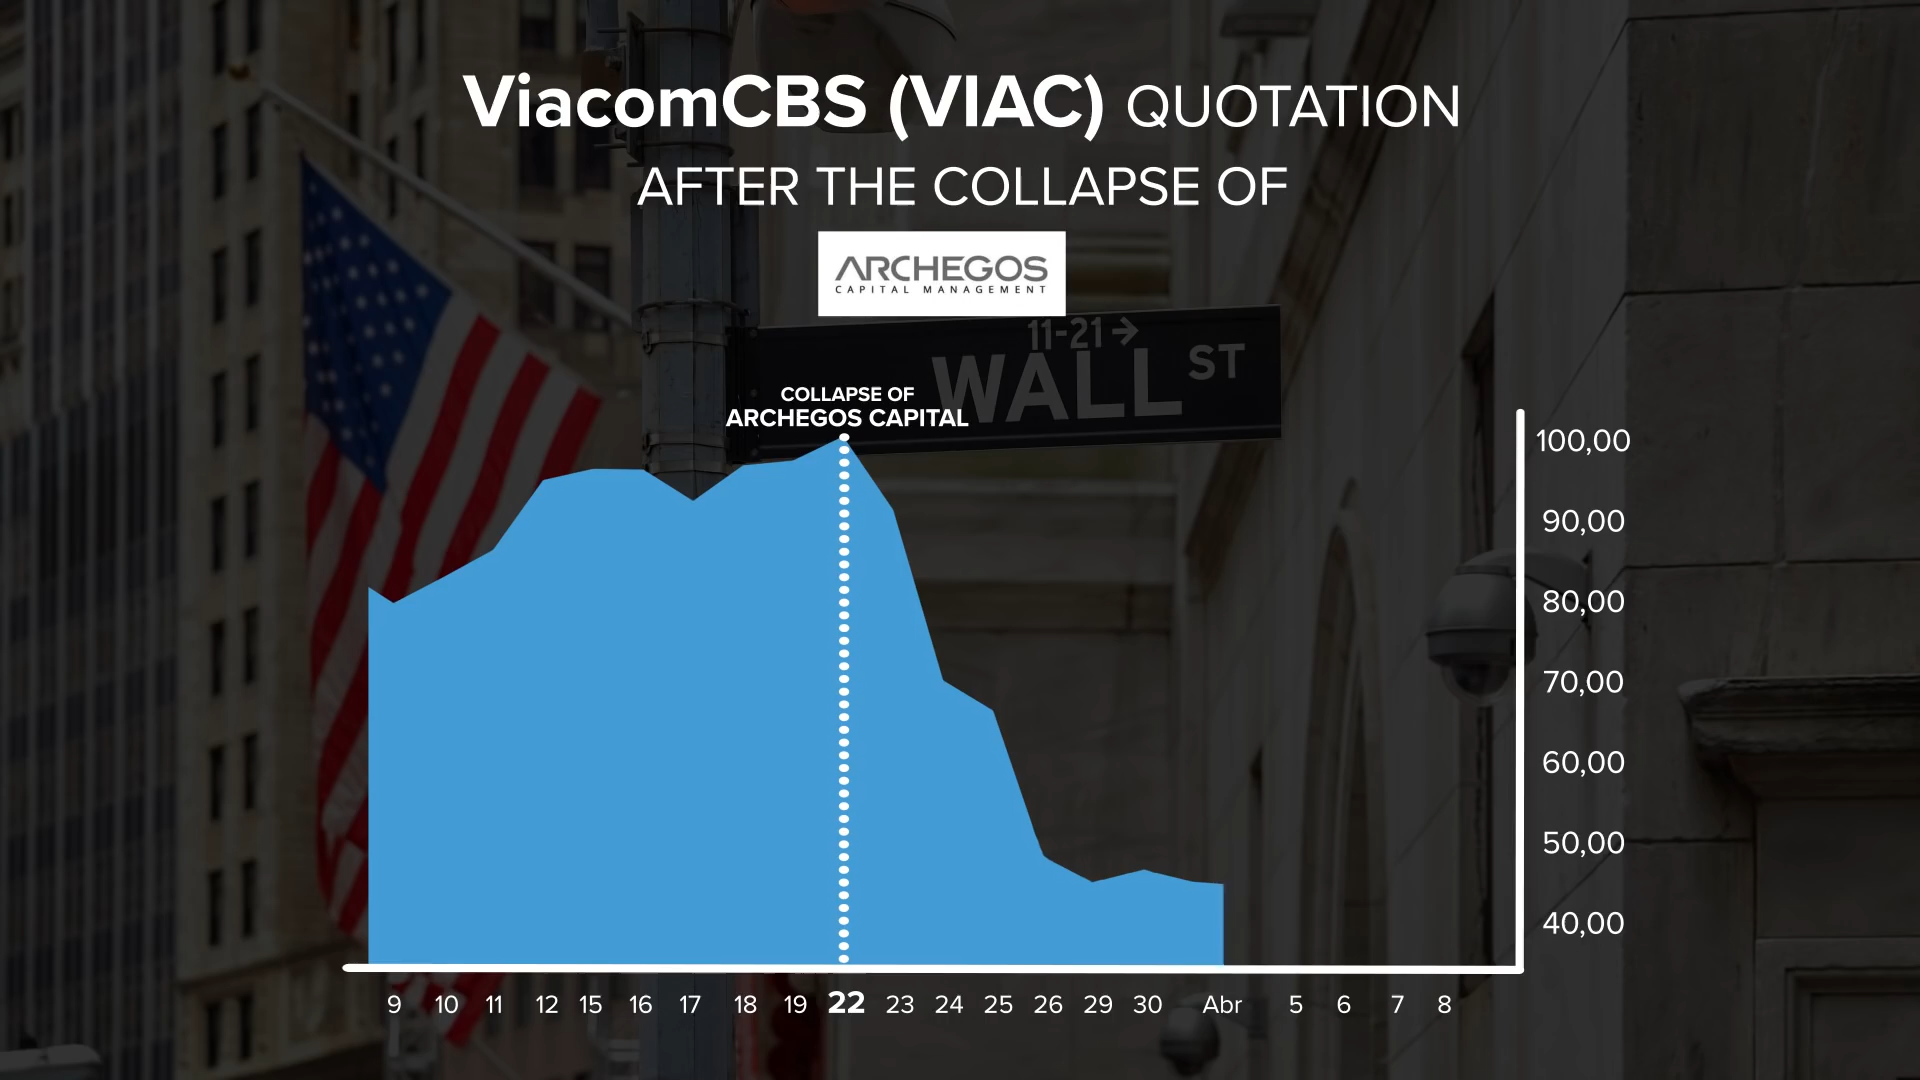 ViacomCBS (VIAC) QUOTATION
AFTER THE COLLAPSE OF
ARCHEGOS
CAPITAL MANAGEMENT
11-21 →
WALL ST
COLLAPSE OF
ARCHEGOS CAPITAL
100,00
90,00
80,00
70,00
60,00
50,00
40,00
9 10 11 12 15 16 17 18 19 22 23 24 25 26 29 30 Abr 5 6 7 8